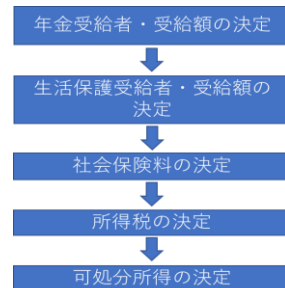 年金受給者・受給額の決定
生活保護受給者・受給額の
決定
社会保険料の決定
所得税の決定
可処分所得の決定